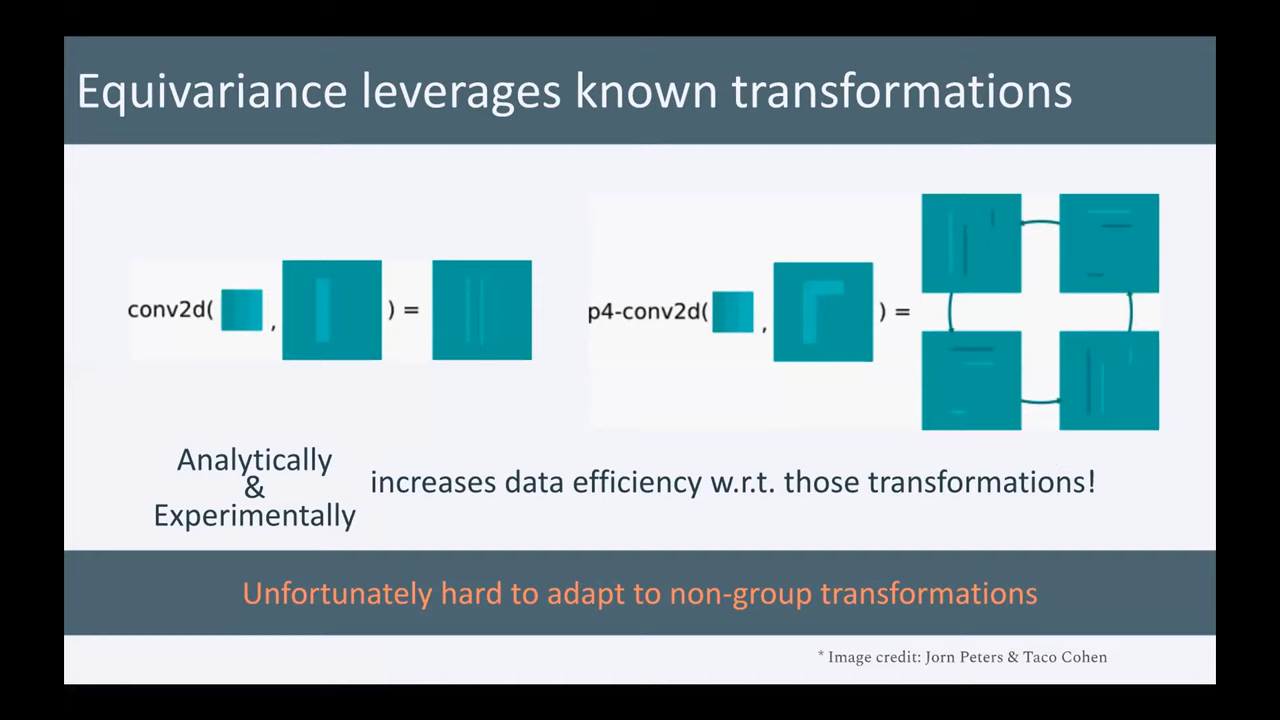 Equivariance leverages known transformations
conv2d( , ) =
p4-conv2d( , ) =
Analytically
&
Experimentally
increases data efficiency w.r.t. those transformations!
Unfortunately hard to adapt to non-group transformations
* Image credit: Jorn Peters & Taco Cohen